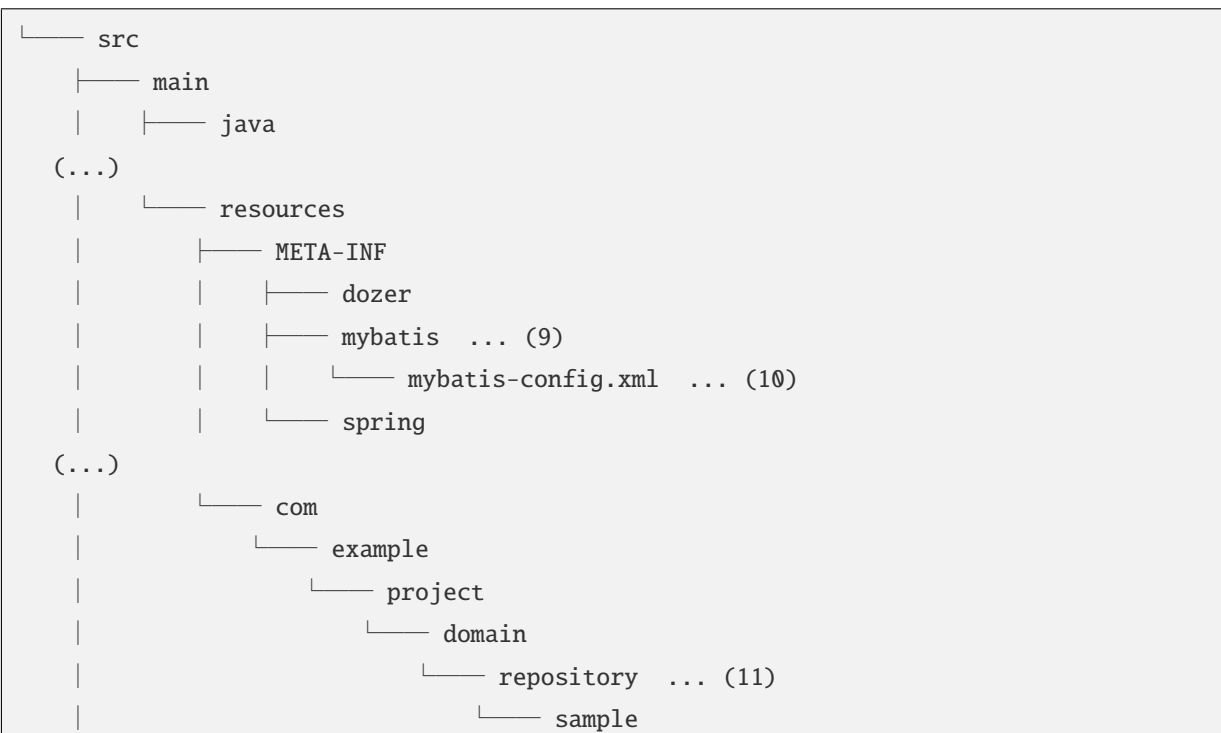 └── src
    ├── main
    │   ├── java
(...)
    │   └── resources
    │       ├── META-INF
    │       │   ├── dozer
    │       │   ├── mybatis  ... (9)
    │       │   │   └── mybatis-config.xml  ... (10)
    │       │   └── spring
(...)
    │       └── com
    │           └── example
    │               └── project
    │                   └── domain
    │                       └── repository  ... (11)
    │                           └── sample